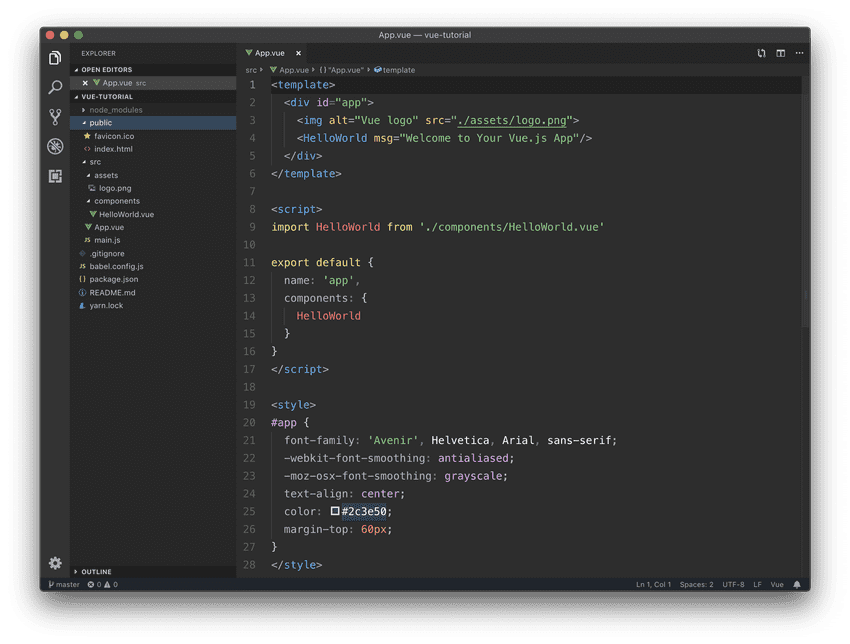 App.vue — vue-tutorial
EXPLORER
OPEN EDITORS
App.vue src
VUE-TUTORIAL
node_modules
public
favicon.ico
index.html
src
assets
logo.png
components
HelloWorld.vue
App.vue
main.js
.gitignore
babel.config.js
package.json
README.md
yarn.lock
OUTLINE
App.vue
src App.vue {} "App.vue" template
1 <template>
2 <div id="app">
3 <img alt="Vue logo" src="./assets/logo.png">
4 <HelloWorld msg="Welcome to Your Vue.js App"/>
5 </div>
6 </template>
7
8 <script>
9 import HelloWorld from './components/HelloWorld.vue'
10
11 export default {
12 name: 'app',
13 components: {
14 HelloWorld
15 }
16 }
17 </script>
18
19 <style>
20 #app {
21 font-family: 'Avenir', Helvetica, Arial, sans-serif;
22 -webkit-font-smoothing: antialiased;
23 -moz-osx-font-smoothing: grayscale;
24 text-align: center;
25 color: #2c3e50;
26 margin-top: 60px;
27 }
28 </style>
master 0 0 Ln 1, Col 1 Spaces: 2 UTF-8 LF Vue